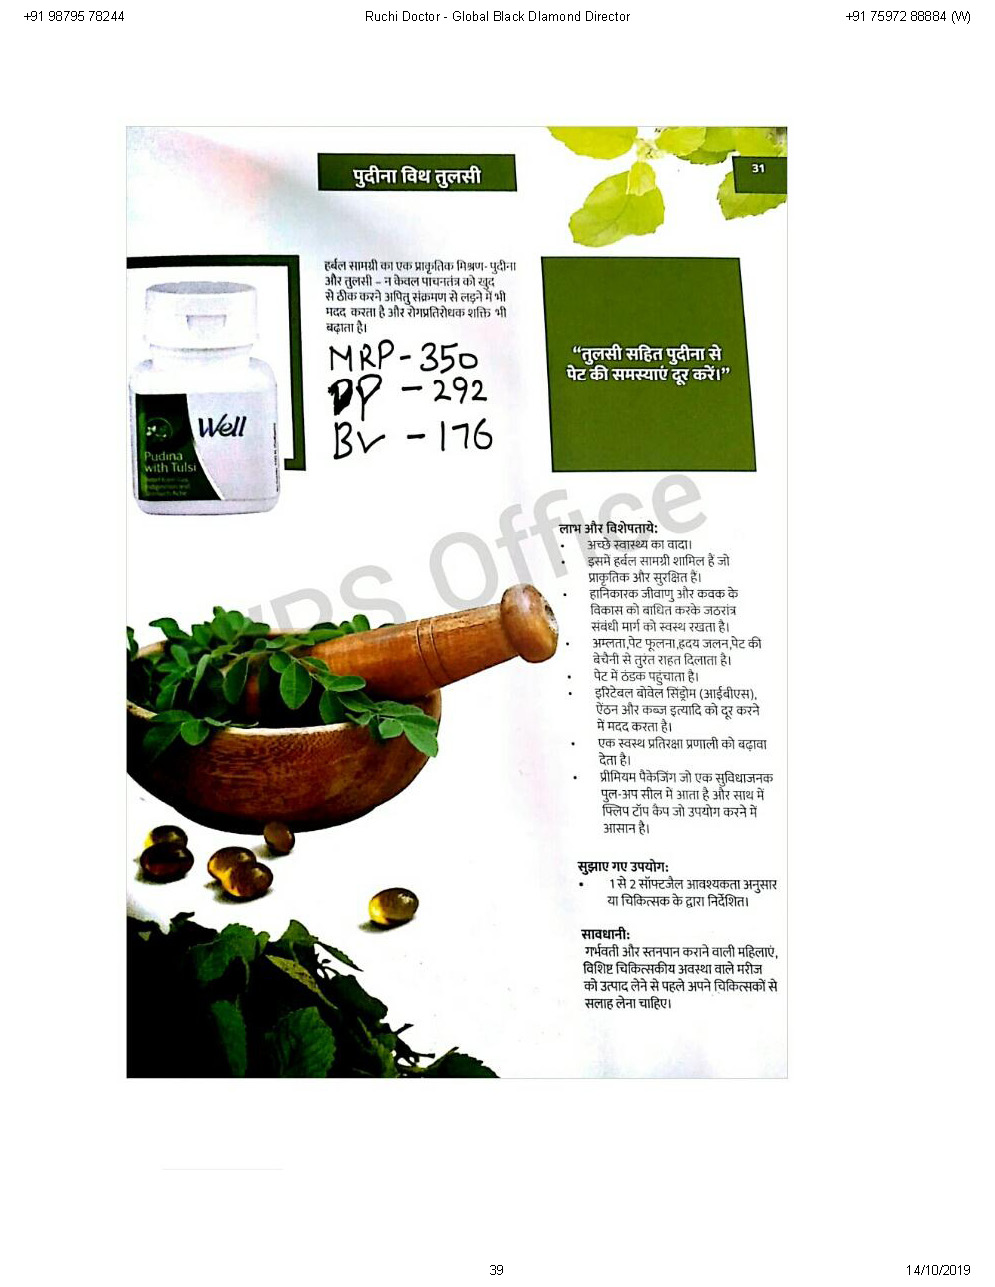 +91 98795 78244
Ruchi Doctor - Global Black DIamond Director
+91 75972 88884 (W)
31
पुदीना विथ तुलसी
हर्बल सामग्री का एक प्राकृतिक मिश्रण- पुदीना
और तुलसी – न केवल पाचनतंत्र को खुद
से ठीक करने अपितु संक्रमण से लड़ने में भी
मदद करता है और रोगप्रतिरोधक शक्ति भी
बढ़ाता है।
MRP - 350
DP - 292
BV - 176
Well
Pudina
with Tulsi
“तुलसी सहित पुदीना से
पेट की समस्याएं दूर करें।”
Office
लाभ और विशेषताये:
• अच्छे स्वास्थ्य का वादा।
• इसमें हर्बल सामग्री शामिल हैं जो
प्राकृतिक और सुरक्षित हैं।
• हानिकारक जीवाणु और कवक के
विकास को बाधित करके जठरांत्र
संबंधी मार्ग को स्वस्थ रखता है।
• अम्लता,पेट फूलना,ह्रदय जलन,पेट की
बेचैनी से तुरंत राहत दिलाता है।
• पेट में ठंडक पहुंचाता है।
• इरिटेबल बोवेल सिंड्रोम (आईबीएस),
ऐंठन और कब्ज इत्यादि को दूर करने
में मदद करता है।
• एक स्वस्थ प्रतिरक्षा प्रणाली को बढ़ावा
देता है।
• प्रीमियम पैकेजिंग जो एक सुविधाजनक
पुल-अप सील में आता है और साथ में
फ्लिप टॉप कैप जो उपयोग करने में
आसान है।
सुझाए गए उपयोग:
• 1 से 2 सॉफ्टजैल आवश्यकता अनुसार
या चिकित्सक के द्वारा निर्देशित।
सावधानी:
गर्भवती और स्तनपान कराने वाली महिलाएं,
विशिष्ट चिकित्सकीय अवस्था वाले मरीज
को उत्पाद लेने से पहले अपने चिकित्सकों से
सलाह लेना चाहिए।
39
14/10/2019